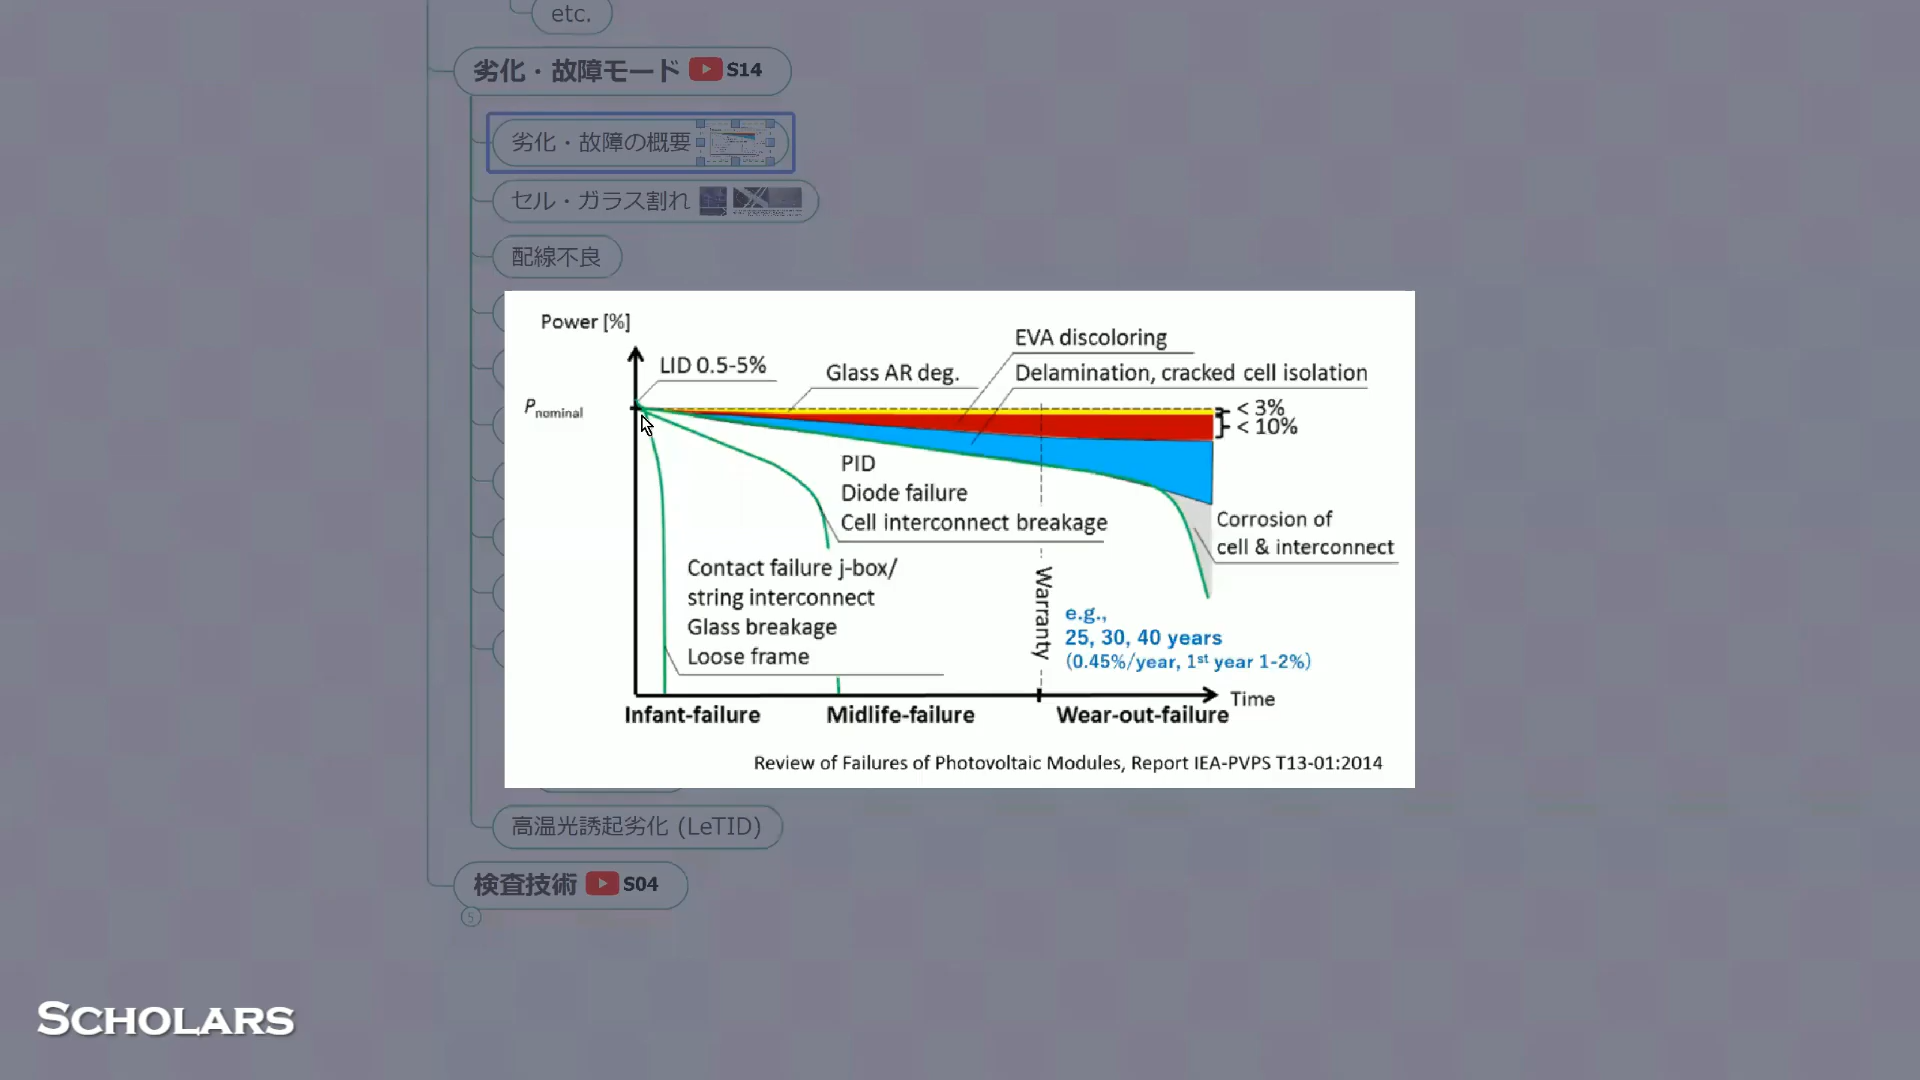 etc.
劣化・故障モード S14
劣化・故障の概要
セル・ガラス割れ
配線不良
Power [%]
EVA discoloring
LID 0.5-5%
Glass AR deg.
Delamination, cracked cell isolation
Pnominal
< 3%
< 10%
PID
Diode failure
Cell interconnect breakage
Corrosion of
cell & interconnect
Contact failure j-box/
string interconnect
Glass breakage
Loose frame
Warranty
e.g.,
25, 30, 40 years
(0.45%/year, 1st year 1-2%)
Time
Infant-failure
Midlife-failure
Wear-out-failure
Review of Failures of Photovoltaic Modules, Report IEA-PVPS T13-01:2014
高温光誘起劣化 (LeTID)
検査技術 S04
5
SCHOLARS